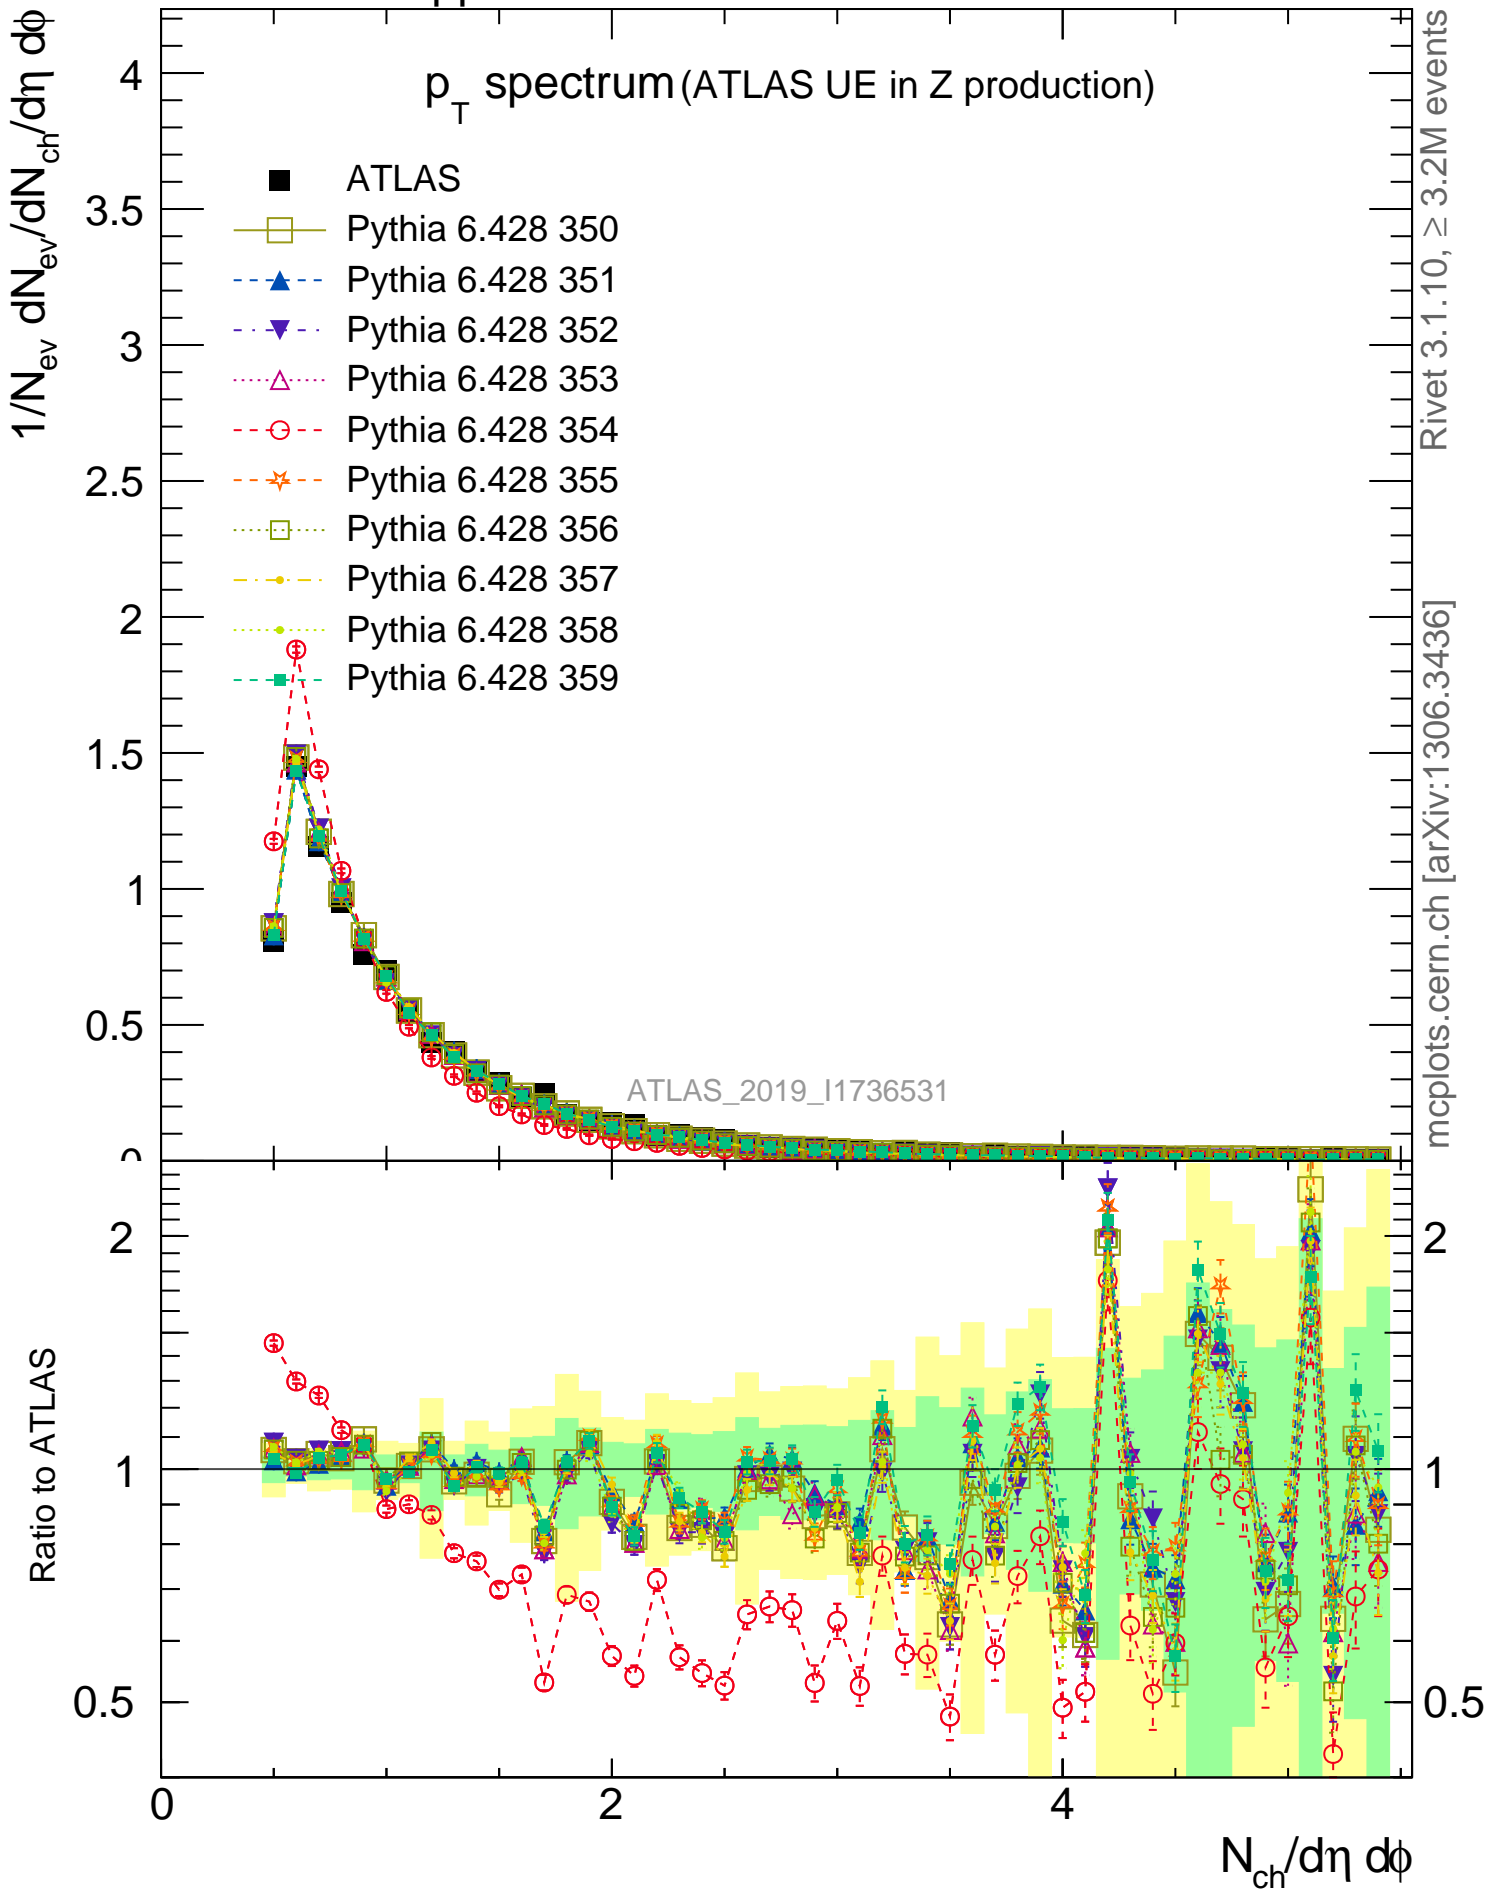 pp
1/N_ev dN_ev/dN_ch/dη dϕ
p_T spectrum (ATLAS UE in Z production)
ATLAS
Pythia 6.428 350
Pythia 6.428 351
Pythia 6.428 352
Pythia 6.428 353
Pythia 6.428 354
Pythia 6.428 355
Pythia 6.428 356
Pythia 6.428 357
Pythia 6.428 358
Pythia 6.428 359
4
3.5
3
2.5
2
1.5
1
0.5
0
ATLAS_2019_I1736531
Rivet 3.1.10, ≥ 3.2M events
mcplots.cern.ch [arXiv:1306.3436]
Ratio to ATLAS
2
1
0.5
2
1
0.5
0
2
4
N_ch/dη dϕ